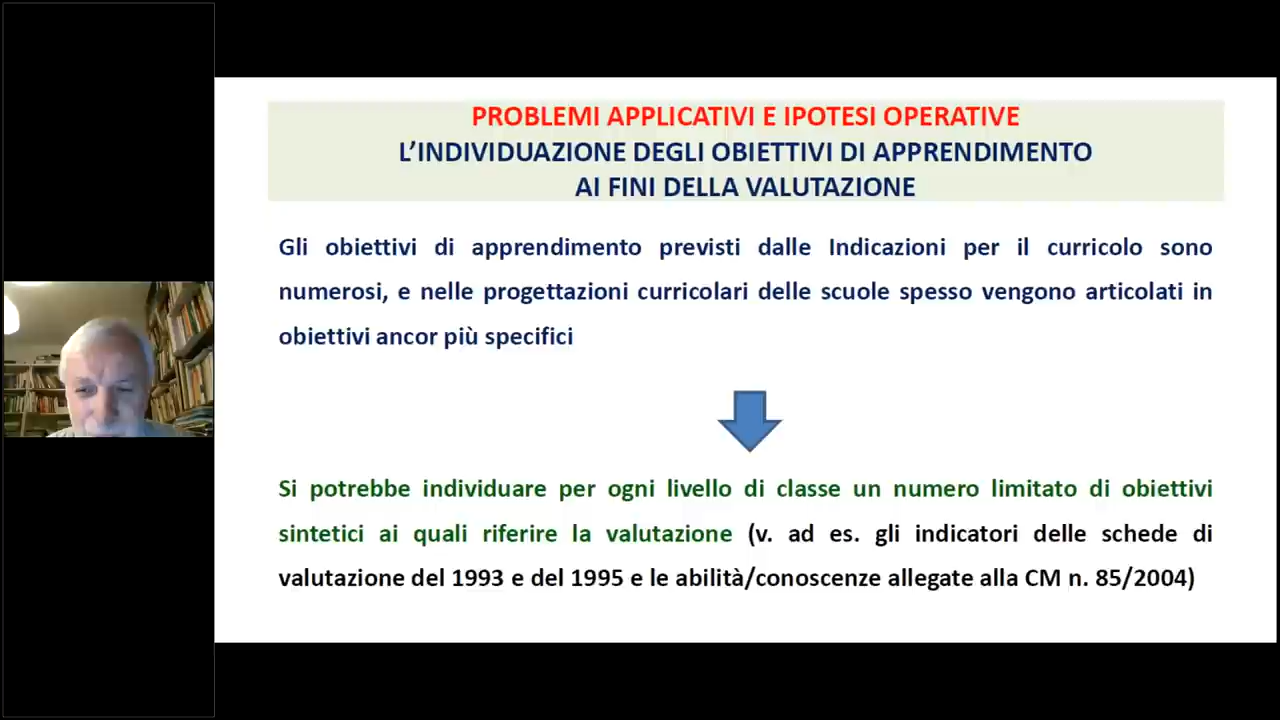 PROBLEMI APPLICATIVI E IPOTESI OPERATIVE
L’INDIVIDUAZIONE DEGLI OBIETTIVI DI APPRENDIMENTO
AI FINI DELLA VALUTAZIONE
Gli obiettivi di apprendimento previsti dalle Indicazioni per il curricolo sono
numerosi, e nelle progettazioni curricolari delle scuole spesso vengono articolati in
obiettivi ancor più specifici
Si potrebbe individuare per ogni livello di classe un numero limitato di obiettivi
sintetici ai quali riferire la valutazione (v. ad es. gli indicatori delle schede di
valutazione del 1993 e del 1995 e le abilità/conoscenze allegate alla CM n. 85/2004)